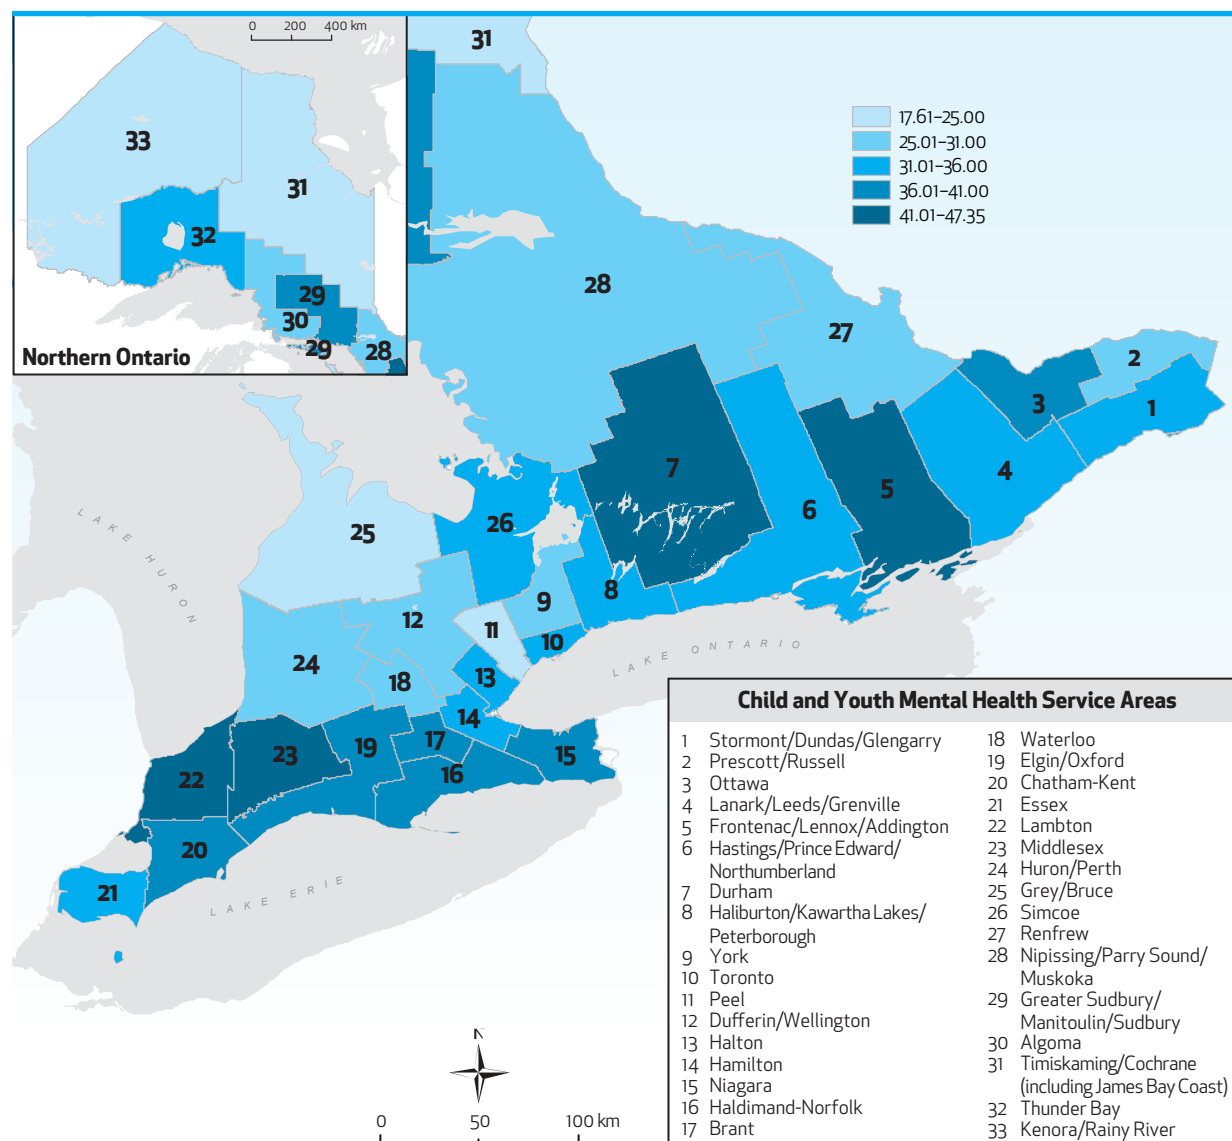 0 200 400 km
33
31
32
29
30
29
28
Northern Ontario
31
17.61–25.00
25.01–31.00
31.01–36.00
36.01–41.00
41.01–47.35
28
27
2
3
1
7
4
5
6
26
25
8
9
12
11
10
24
13
18
14
19
17
15
23
16
22
20
21
LAKE HURON
LAKE ONTARIO
LAKE ERIE
N
0 50 100 km
Child and Youth Mental Health Service Areas
1 Stormont/Dundas/Glengarry
2 Prescott/Russell
3 Ottawa
4 Lanark/Leeds/Grenville
5 Frontenac/Lennox/Addington
6 Hastings/Prince Edward/
Northumberland
7 Durham
8 Haliburton/Kawartha Lakes/
Peterborough
9 York
10 Toronto
11 Peel
12 Dufferin/Wellington
13 Halton
14 Hamilton
15 Niagara
16 Haldimand-Norfolk
17 Brant
18 Waterloo
19 Elgin/Oxford
20 Chatham-Kent
21 Essex
22 Lambton
23 Middlesex
24 Huron/Perth
25 Grey/Bruce
26 Simcoe
27 Renfrew
28 Nipissing/Parry Sound/
Muskoka
29 Greater Sudbury/
Manitoulin/Sudbury
30 Algoma
31 Timiskaming/Cochrane
(including James Bay Coast)
32 Thunder Bay
33 Kenora/Rainy River